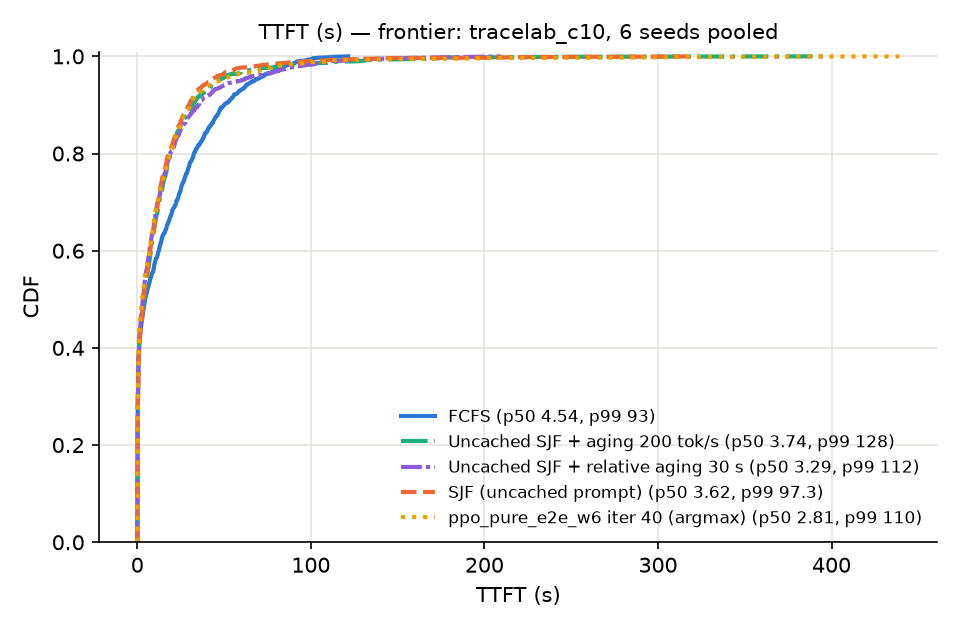 TTFT (s) — frontier: tracelab_c10, 6 seeds pooled
1.0
0.8
0.6
0.4
0.2
0.0
CDF
FCFS (p50 4.54, p99 93)
Uncached SJF + aging 200 tok/s (p50 3.74, p99 128)
Uncached SJF + relative aging 30 s (p50 3.29, p99 112)
SJF (uncached prompt) (p50 3.62, p99 97.3)
ppo_pure_e2e_w6 iter 40 (argmax) (p50 2.81, p99 110)
0 100 200 300 400
TTFT (s)